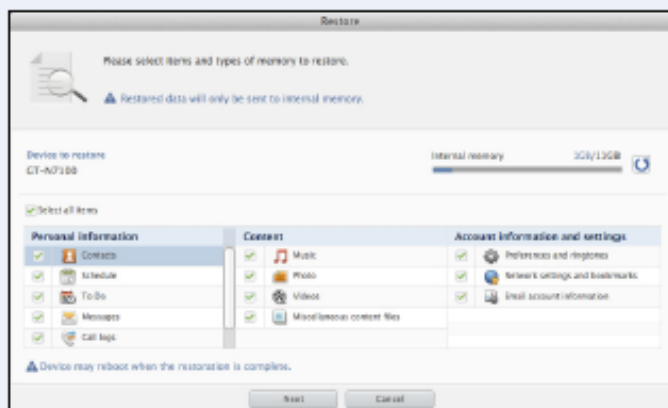 Restore
Please select items and types of memory to restore.
Restored data will only be sent to internal memory.
Device to restore
GT-N7100
Internal memory 1GB/11GB
Select all items
Personal information Content Account information and settings
Contacts Music Preferences and ringtones
Schedule Photo Network settings and bookmarks
To Do Videos Email account information
Messages Miscellaneous content files
Call logs
Device may reboot when the restoration is complete.
Next Cancel